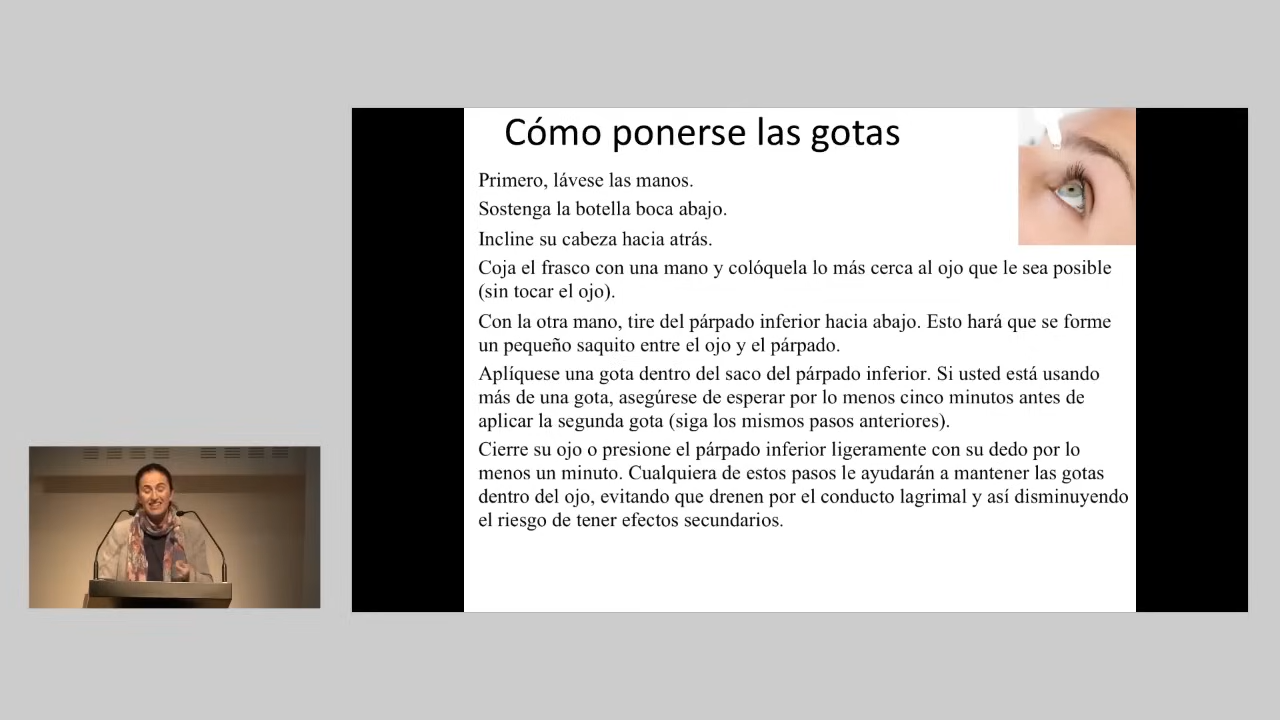 Cómo ponerse las gotas
Primero, lávese las manos.
Sostenga la botella boca abajo.
Incline su cabeza hacia atrás.
Coja el frasco con una mano y colóquela lo más cerca al ojo que le sea posible
(sin tocar el ojo).
Con la otra mano, tire del párpado inferior hacia abajo. Esto hará que se forme
un pequeño saquito entre el ojo y el párpado.
Aplíquese una gota dentro del saco del párpado inferior. Si usted está usando
más de una gota, asegúrese de esperar por lo menos cinco minutos antes de
aplicar la segunda gota (siga los mismos pasos anteriores).
Cierre su ojo o presione el párpado inferior ligeramente con su dedo por lo
menos un minuto. Cualquiera de estos pasos le ayudarán a mantener las gotas
dentro del ojo, evitando que drenen por el conducto lagrimal y así disminuyendo
el riesgo de tener efectos secundarios.